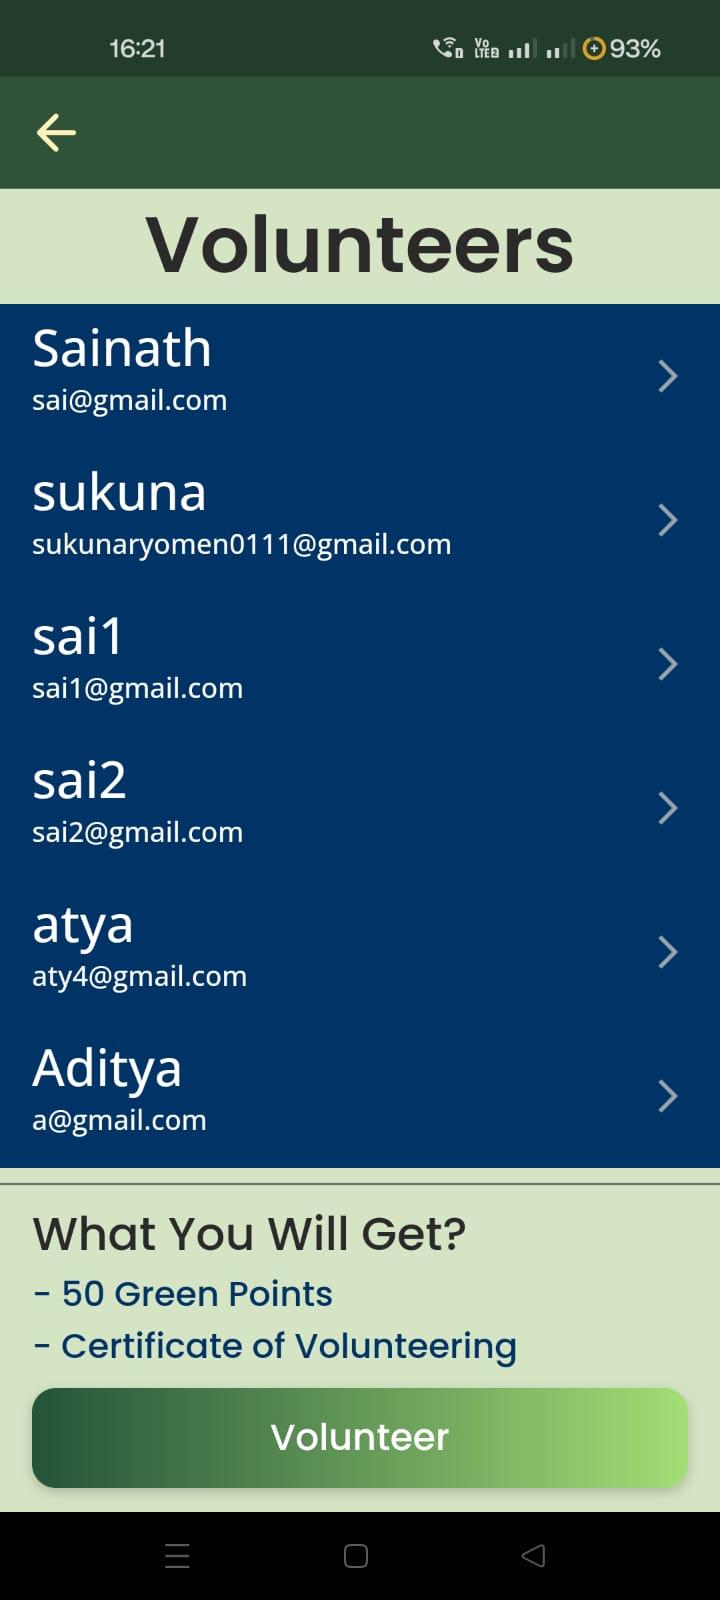 16:21
Vo
LTE2 93%
Volunteers
Sainath
sai@gmail.com
sukuna
sukunaryomen0111@gmail.com
sai1
sai1@gmail.com
sai2
sai2@gmail.com
atya
aty4@gmail.com
Aditya
a@gmail.com
What You Will Get?
- 50 Green Points
- Certificate of Volunteering
Volunteer